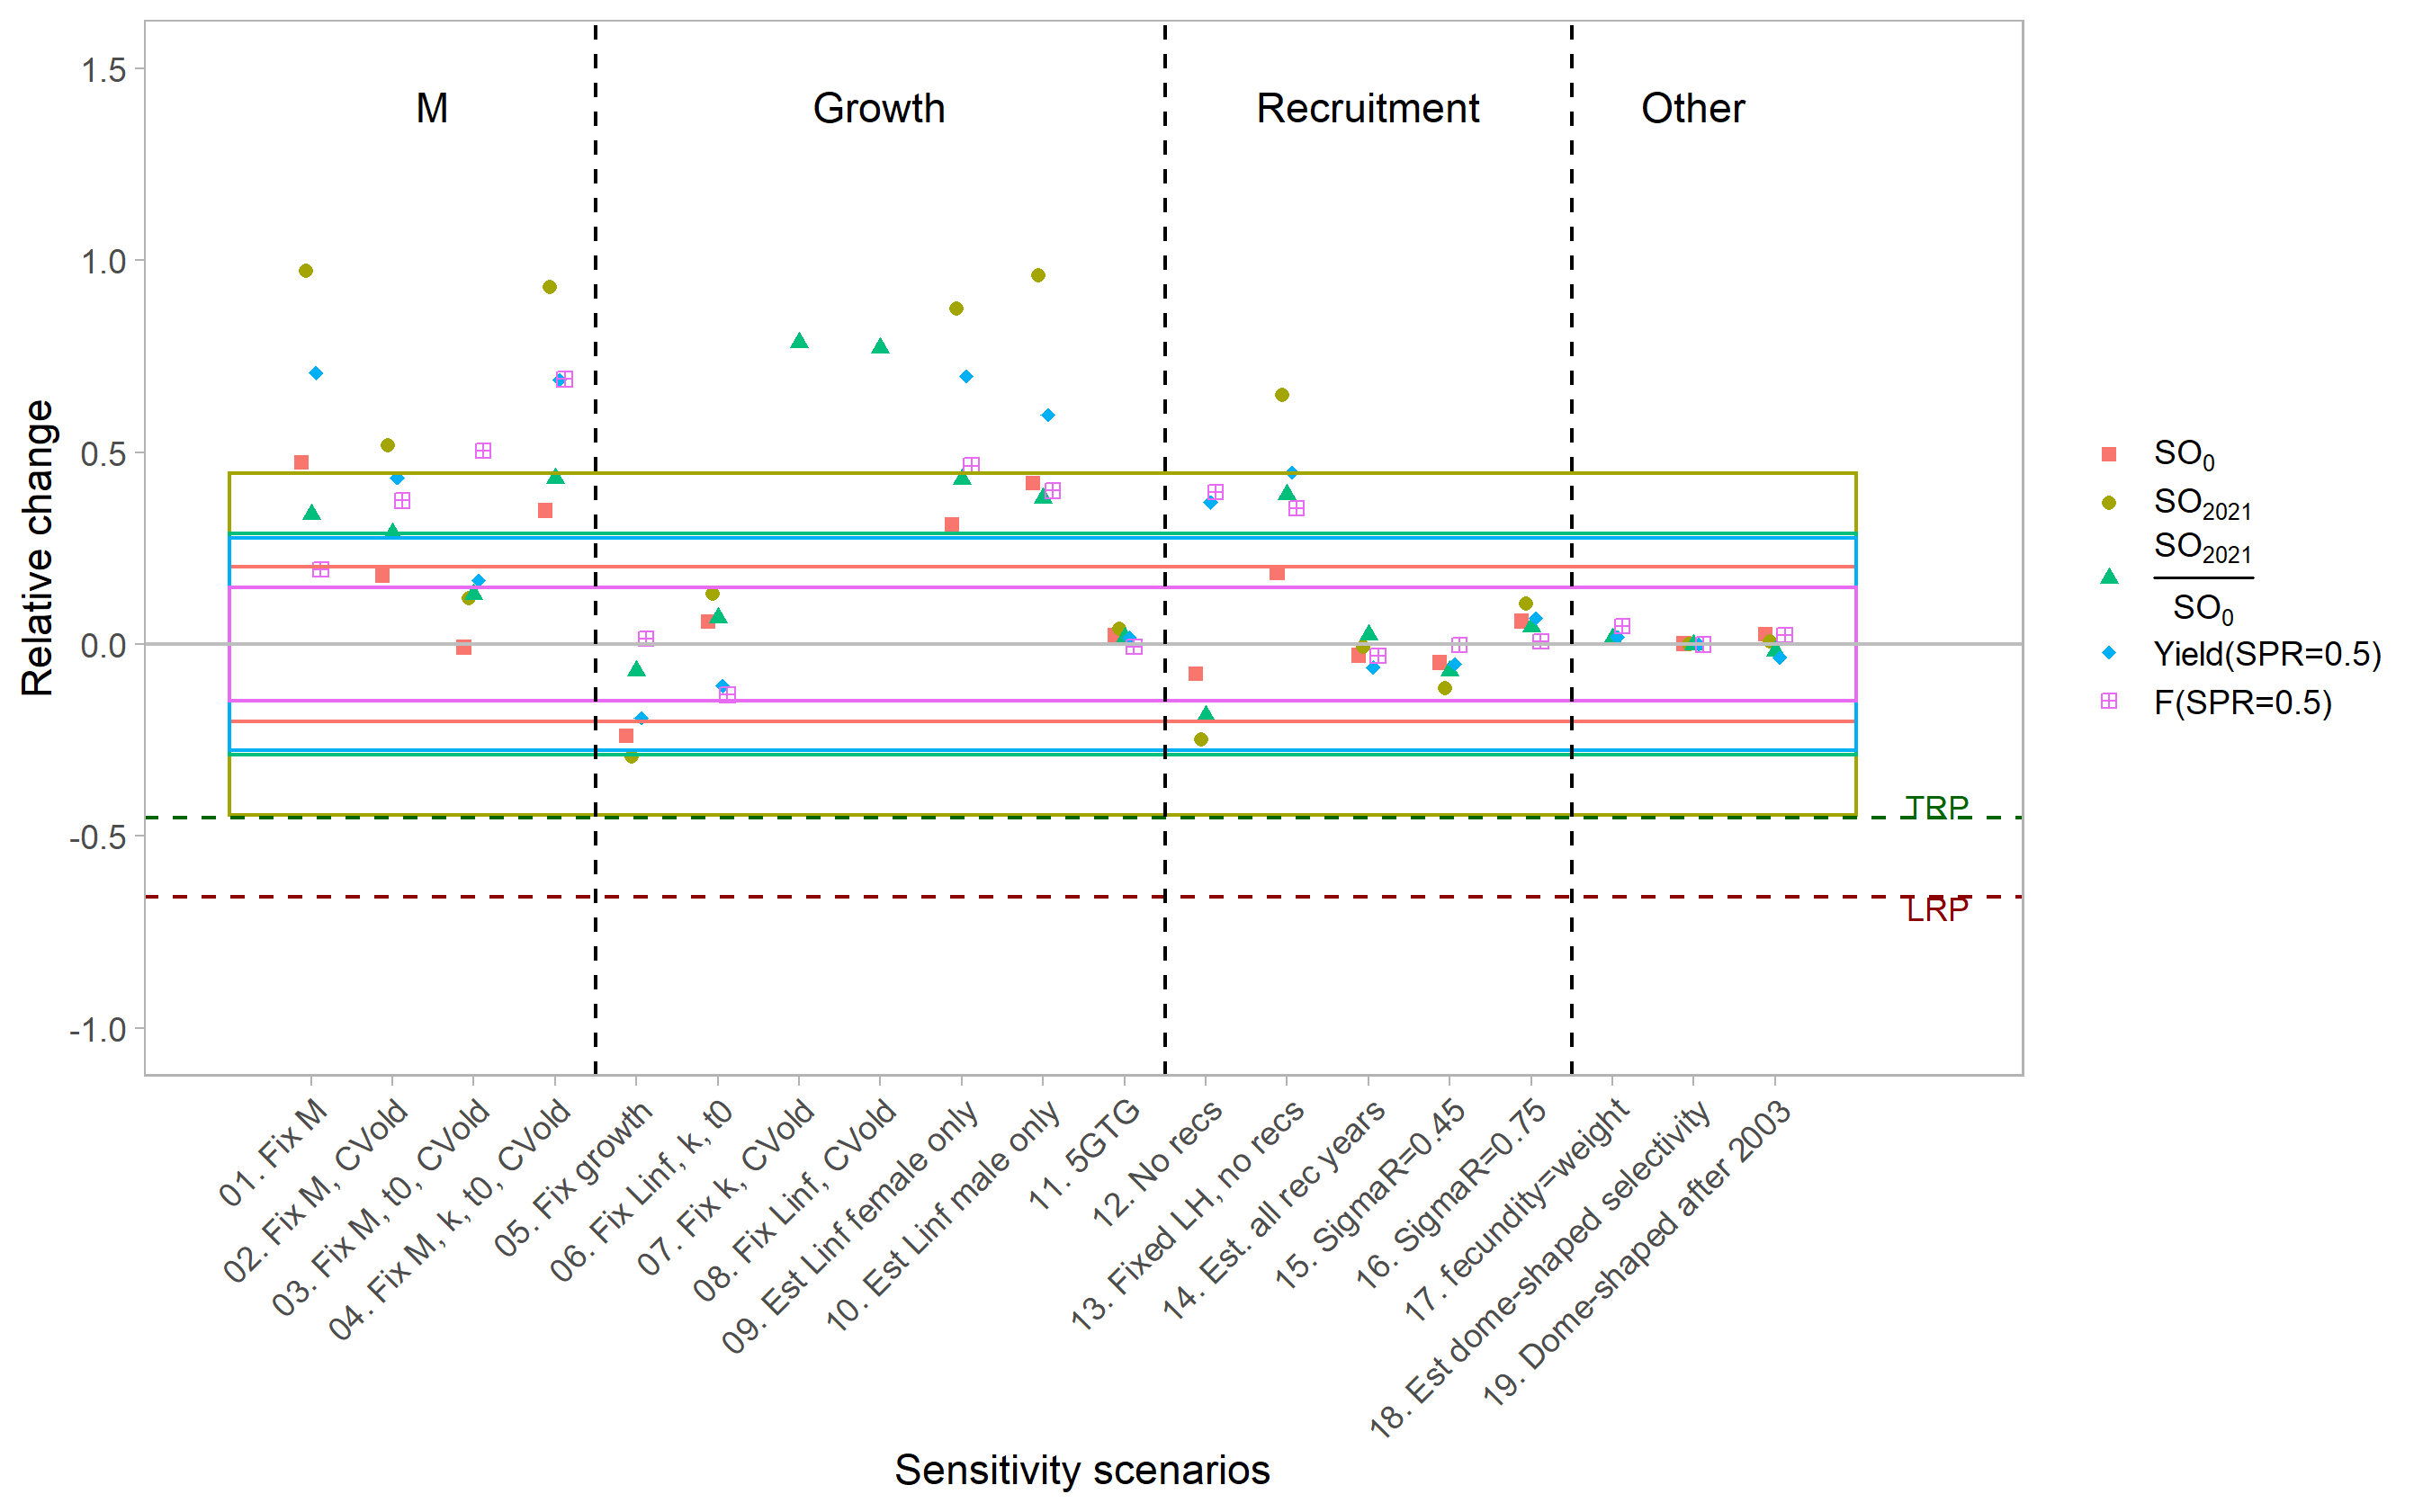 M
Growth
Recruitment
Other
1.5
1.0
0.5
0.0
-0.5
-1.0
Relative change
TRP
LRP
SO0
SO2021
SO2021
SO0
Yield(SPR=0.5)
F(SPR=0.5)
01. Fix M
02. Fix M, CVold
03. Fix M, t0, CVold
04. Fix M, k, t0, CVold
05. Fix growth
06. Fix Linf, k, t0
07. Fix k, CVold
08. Fix Linf, CVold
09. Est Linf female only
10. Est Linf male only
11. 5GTG
12. No recs
13. Fixed LH, no recs
14. Est. all rec years
15. SigmaR=0.45
16. SigmaR=0.75
17. fecundity=weight
18. Est dome-shaped selectivity
19. Dome-shaped after 2003
Sensitivity scenarios